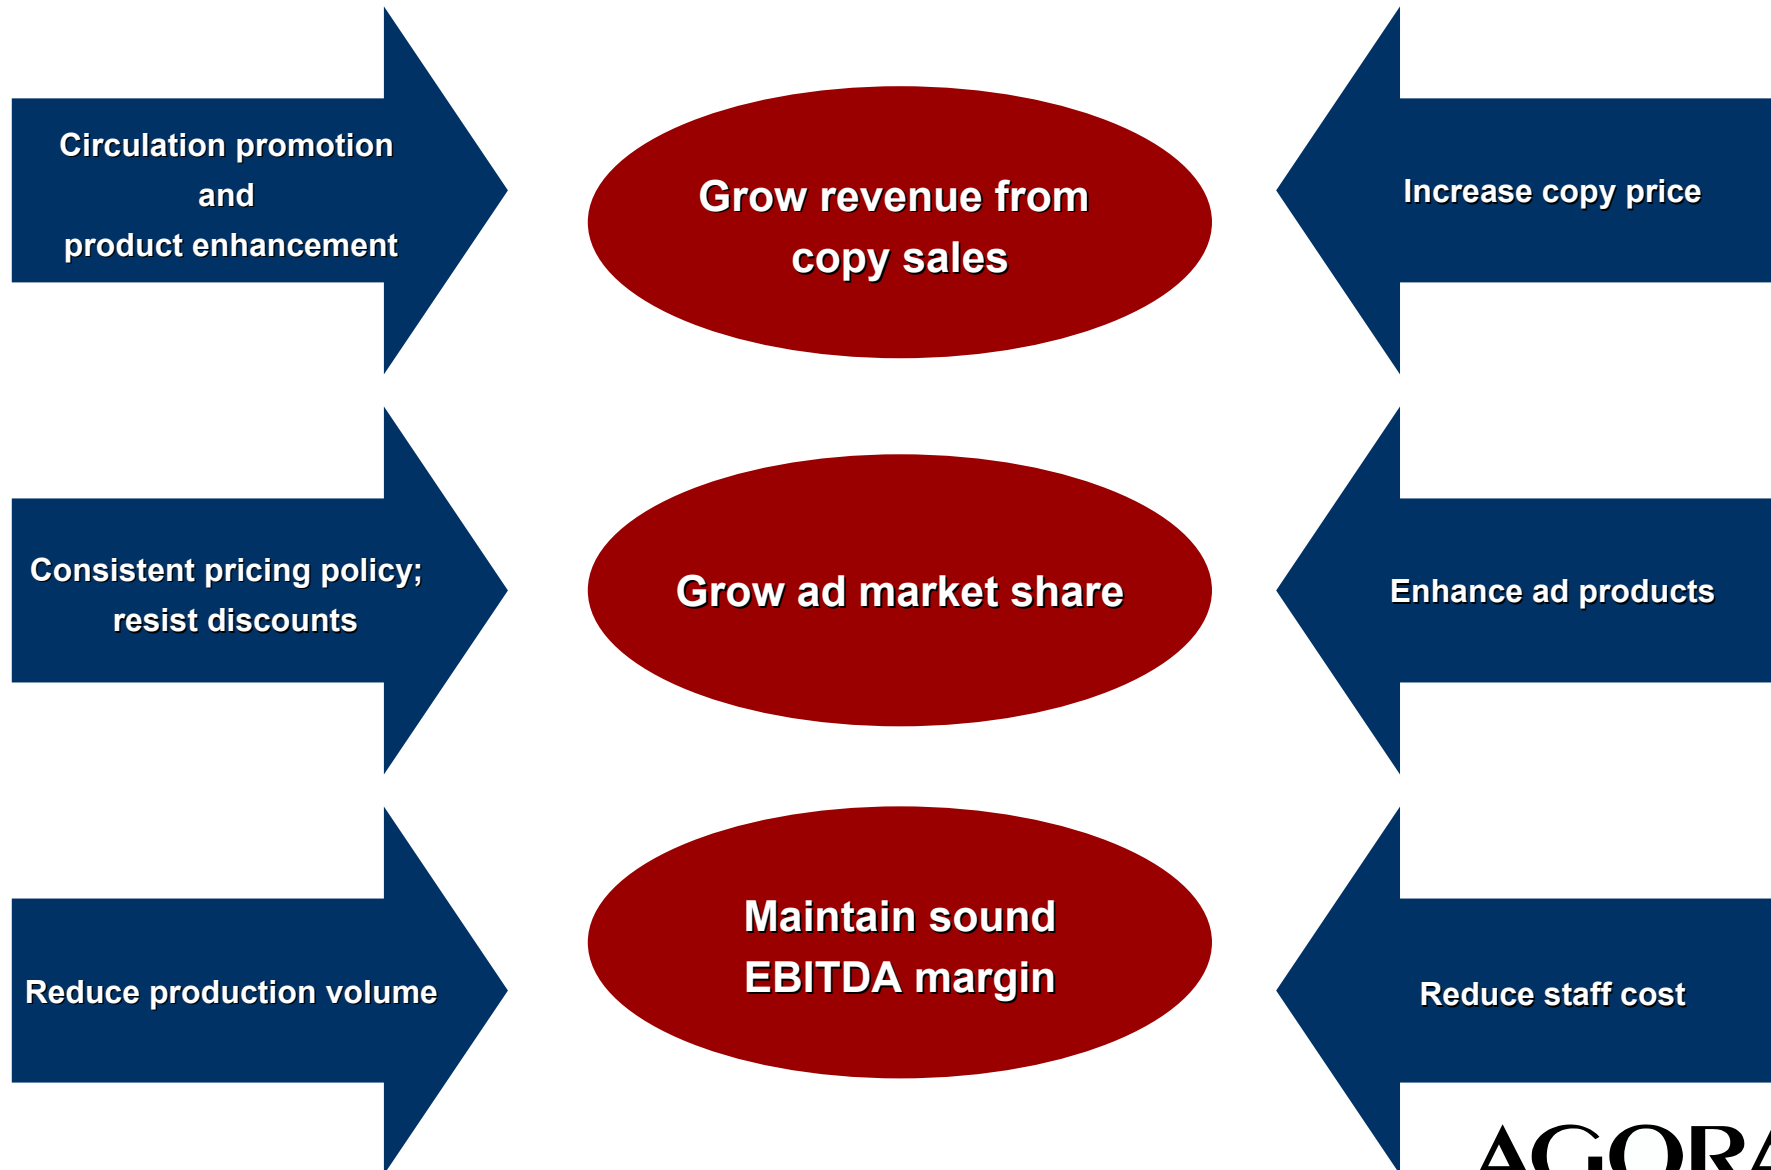 Circulation promotion
and
product enhancement
Grow revenue from
copy sales
Increase copy price
Consistent pricing policy;
resist discounts
Grow ad market share
Enhance ad products
Reduce production volume
Maintain sound
EBITDA margin
Reduce staff cost
AGORA